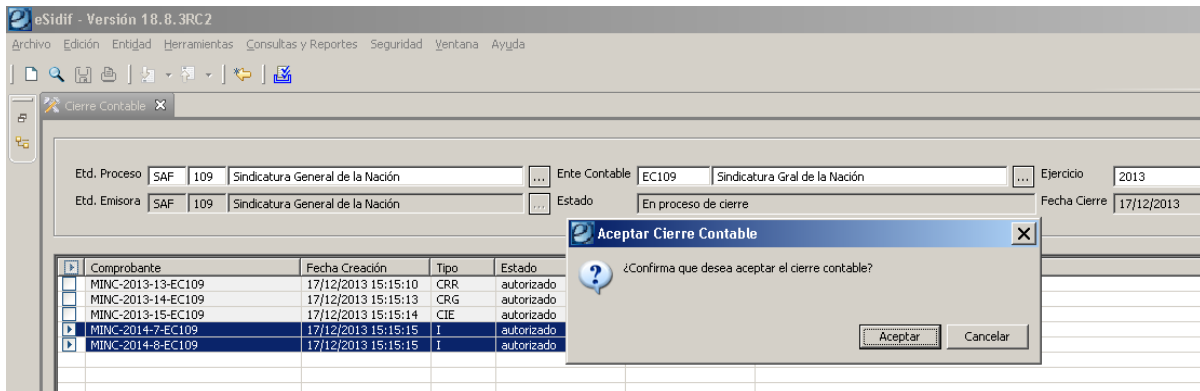 eSidif - Versión 18.8.3RC2
Archivo Edición Entidad Herramientas Consultas y Reportes Seguridad Ventana Ayuda
Cierre Contable
Etd. Proceso SAF 109 Sindicatura General de la Nación ... Ente Contable EC109 Sindicatura Gral de la Nación ... Ejercicio 2013
Etd. Emisora SAF 109 Sindicatura General de la Nación ... Estado En proceso de cierre Fecha Cierre 17/12/2013
Aceptar Cierre Contable
¿Confirma que desea aceptar el cierre contable?
Aceptar Cancelar
Comprobante Fecha Creación Tipo Estado
MINC-2013-13-EC109 17/12/2013 15:15:10 CRR autorizado
MINC-2013-14-EC109 17/12/2013 15:15:13 CRG autorizado
MINC-2013-15-EC109 17/12/2013 15:15:14 CIE autorizado
MINC-2014-7-EC109 17/12/2013 15:15:15 I autorizado
MINC-2014-8-EC109 17/12/2013 15:15:15 I autorizado